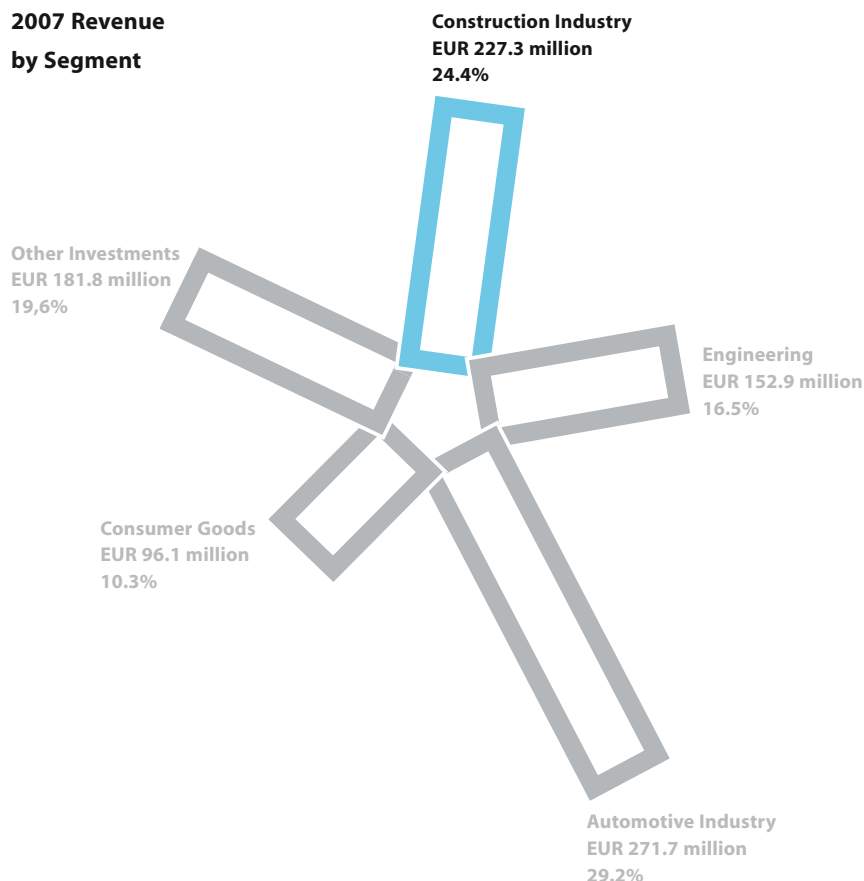 2007 Revenue
by Segment
Construction Industry
EUR 227.3 million
24.4%
Other Investments
EUR 181.8 million
19,6%
Engineering
EUR 152.9 million
16.5%
Consumer Goods
EUR 96.1 million
10.3%
Automotive Industry
EUR 271.7 million
29.2%